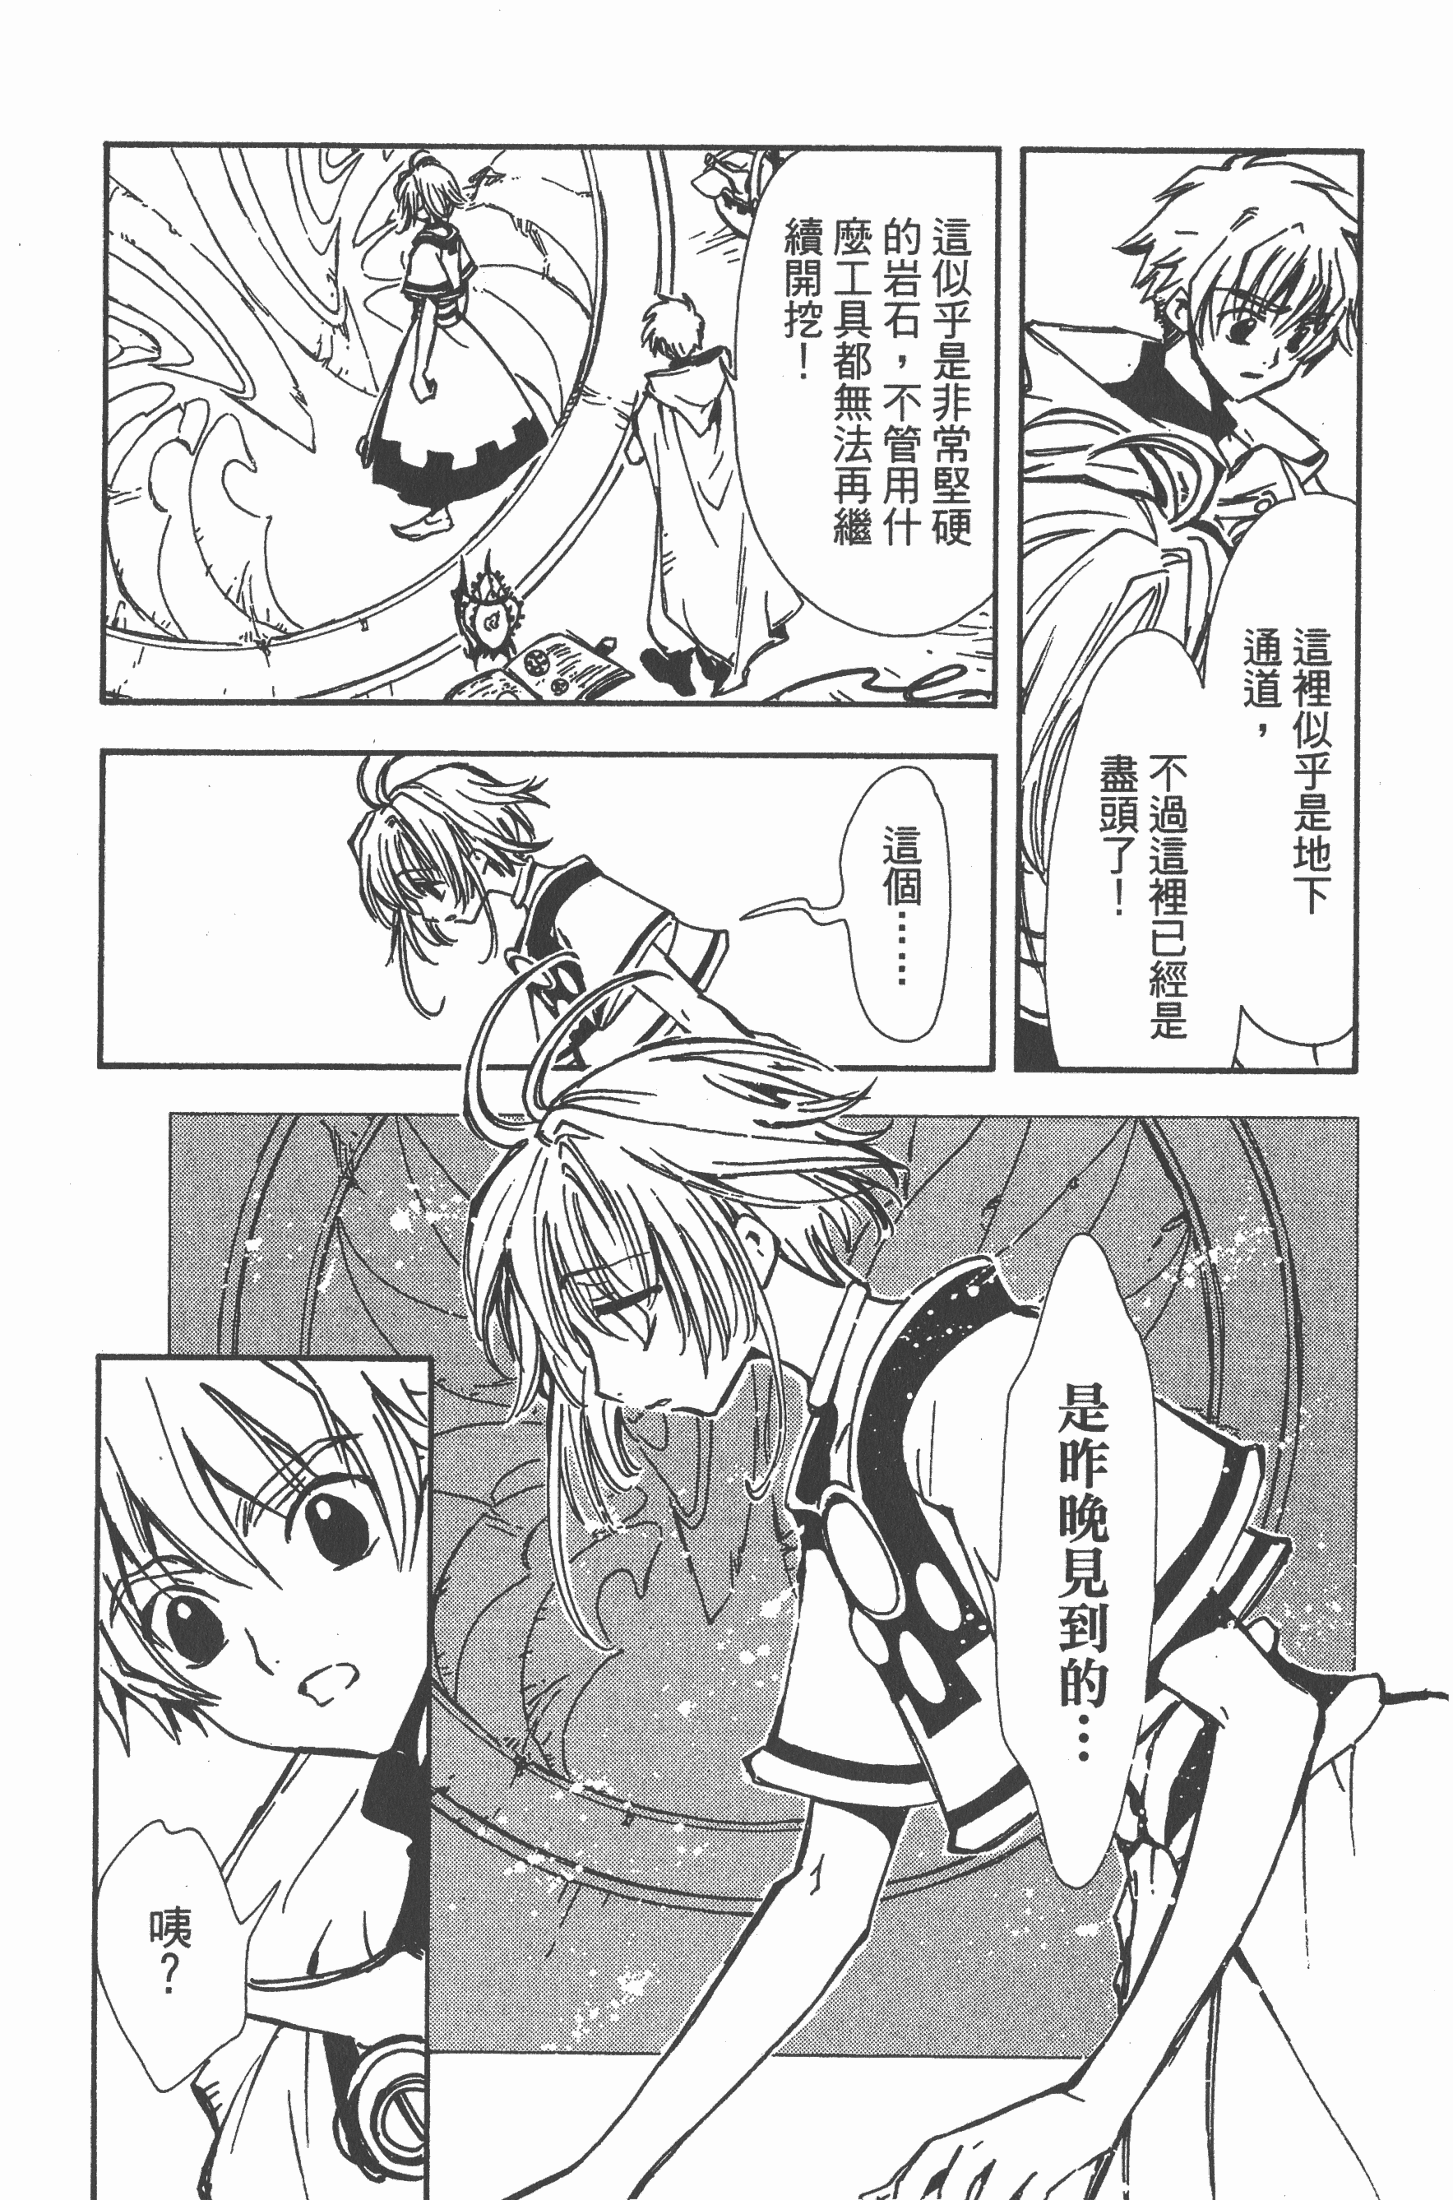 這裡似乎是地下
通道，
不過這裡已經是
盡頭了！
這似乎是非常堅硬
的岩石，不管用什
麼工具都無法再繼
續開挖！
這個……
是昨晚見到的…
咦？